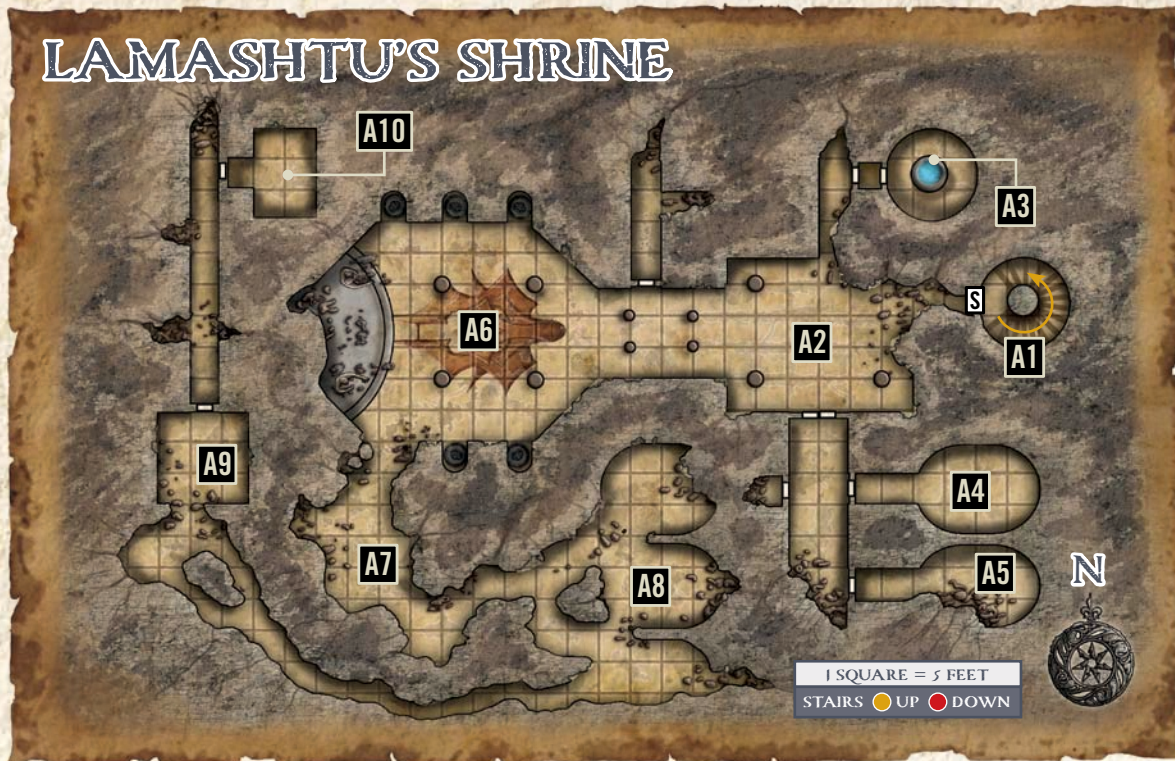 LAMASHTU'S SHRINE
A10
A3
S
A1
A6
A2
A9
A4
A7
A8
A5
N
1 SQUARE = 5 FEET
STAIRS UP DOWN